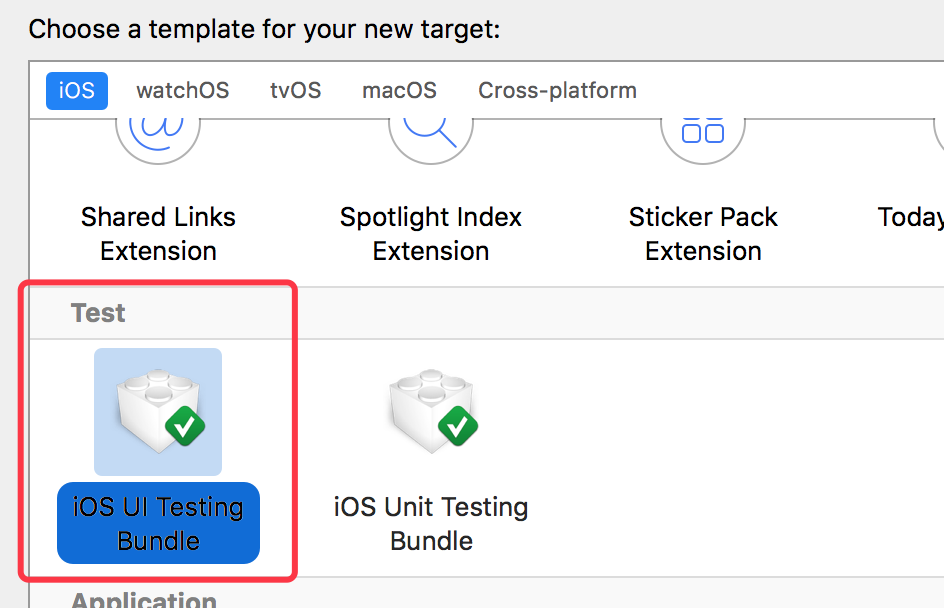 Choose a template for your new target:
iOS watchOS tvOS macOS Cross-platform
Shared Links Extension
Spotlight Index Extension
Sticker Pack Extension
Today
Test
iOS UI Testing Bundle
iOS Unit Testing Bundle
Application